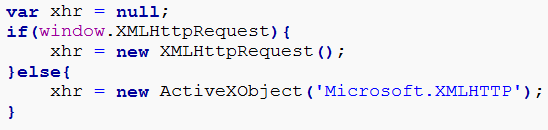 var xhr = null;
if(window.XMLHttpRequest){
    xhr = new XMLHttpRequest();
}else{
    xhr = new ActiveXObject('Microsoft.XMLHTTP');
}